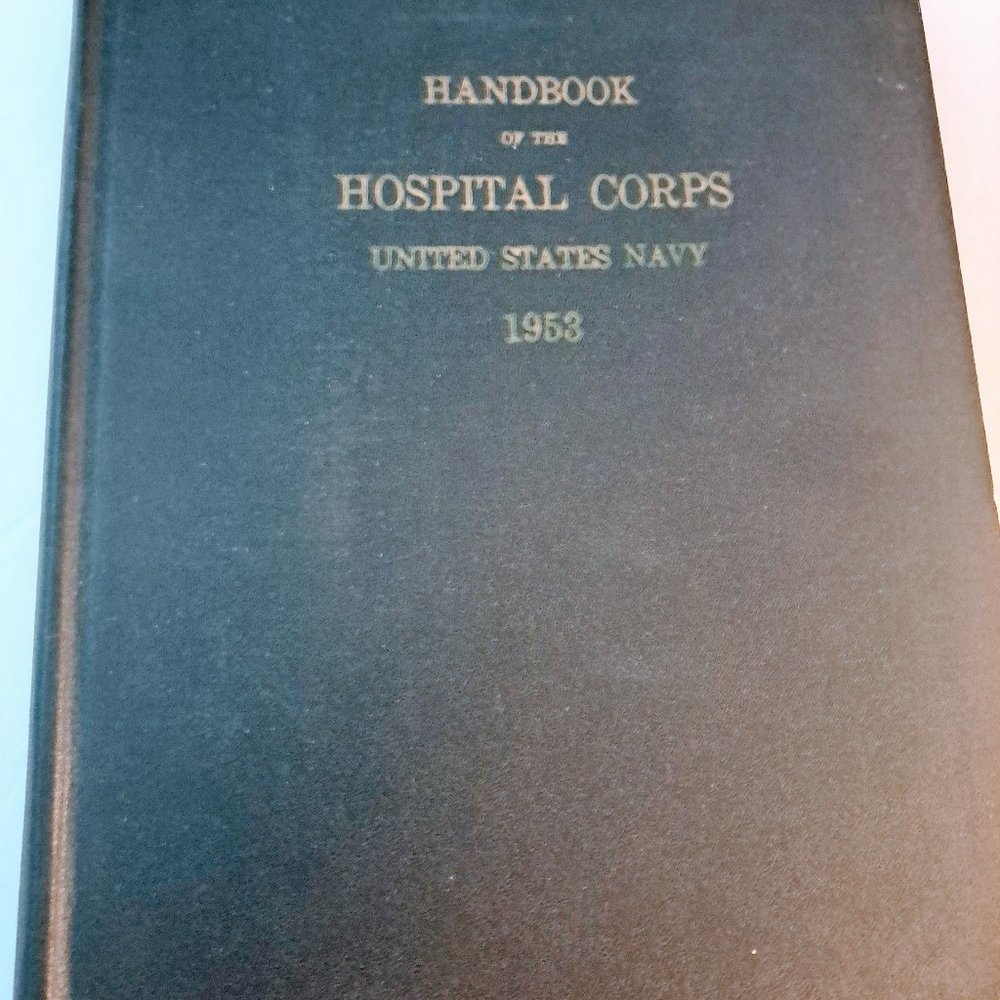 HANDBOOK
OF THE
HOSPITAL CORPS
UNITED STATES NAVY
1953